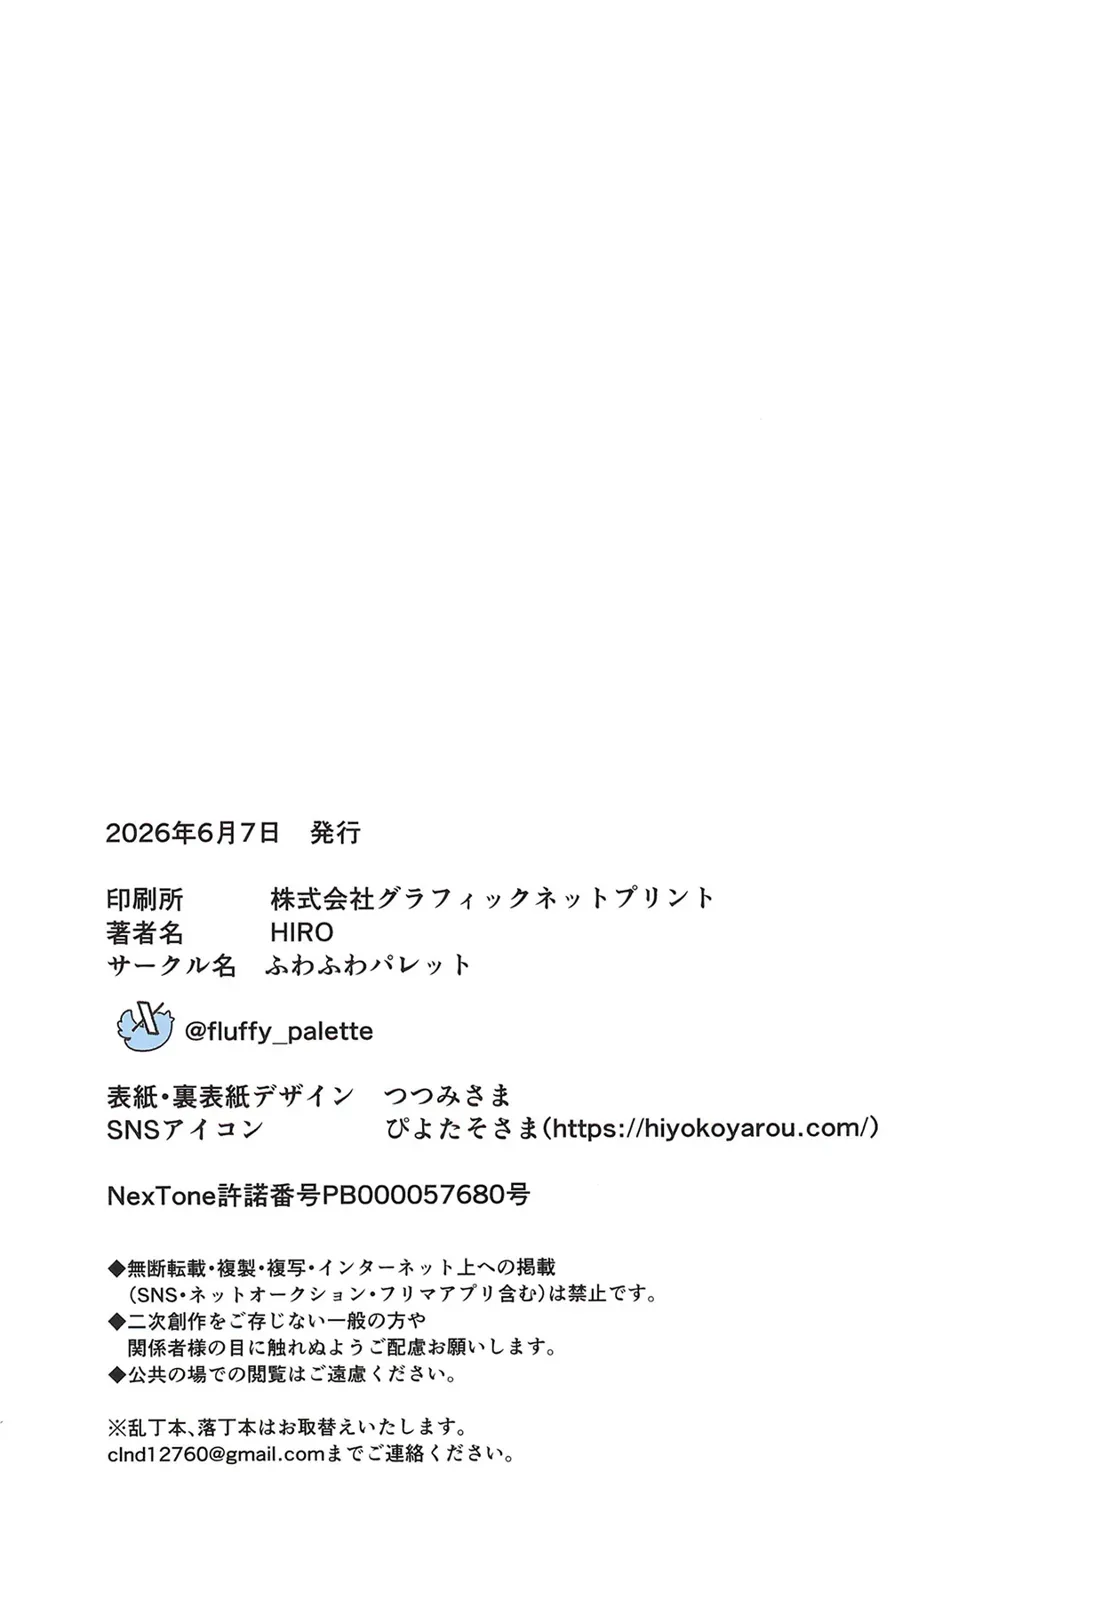 2026年6月7日　発行
印刷所　株式会社グラフィックネットプリント
著者名　HIRO
サークル名　ふわふわパレット
@fluffy_palette
表紙・裏表紙デザイン　つつみさま
SNSアイコン　ぴよたそさま(https://hiyokoyarou.com/)
NexTone許諾番号PB000057680号
◆無断転載・複製・複写・インターネット上への掲載
(SNS・ネットオークション・フリマアプリ含む)は禁止です。
◆二次創作をご存じない一般の方や
関係者様の目に触れぬようご配慮お願いします。
◆公共の場での閲覧はご遠慮ください。
※乱丁本、落丁本はお取替えいたします。
clnd12760@gmail.comまでご連絡ください。